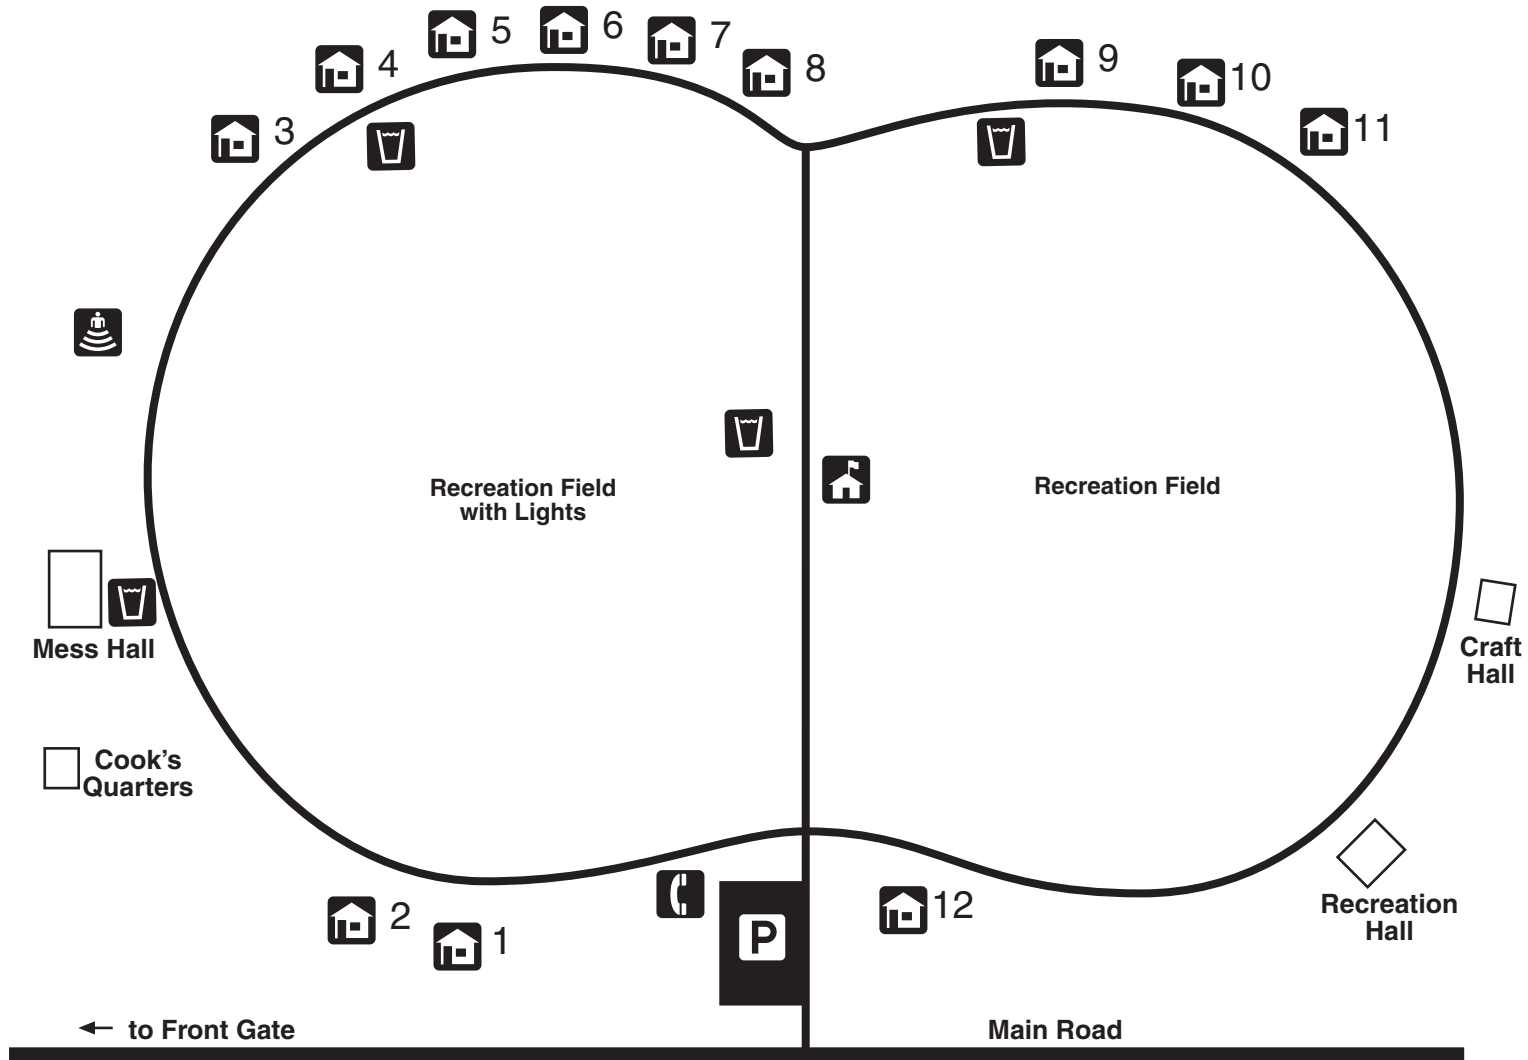 5
6
7
8
9
10
11
4
3
Recreation Field
with Lights
Recreation Field
Mess Hall
Craft
Hall
Cook’s
Quarters
2
1
P
12
Recreation
Hall
to Front Gate
Main Road